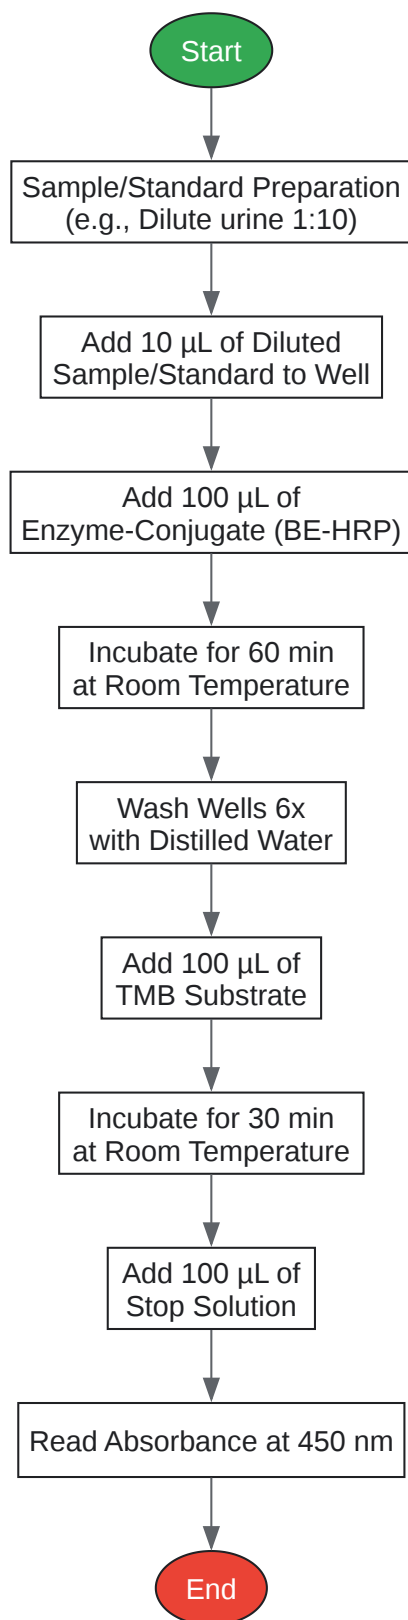 Start
Sample/Standard Preparation
(e.g., Dilute urine 1:10)
Add 10 µL of Diluted
Sample/Standard to Well
Add 100 µL of
Enzyme-Conjugate (BE-HRP)
Incubate for 60 min
at Room Temperature
Wash Wells 6x
with Distilled Water
Add 100 µL of
TMB Substrate
Incubate for 30 min
at Room Temperature
Add 100 µL of
Stop Solution
Read Absorbance at 450 nm
End